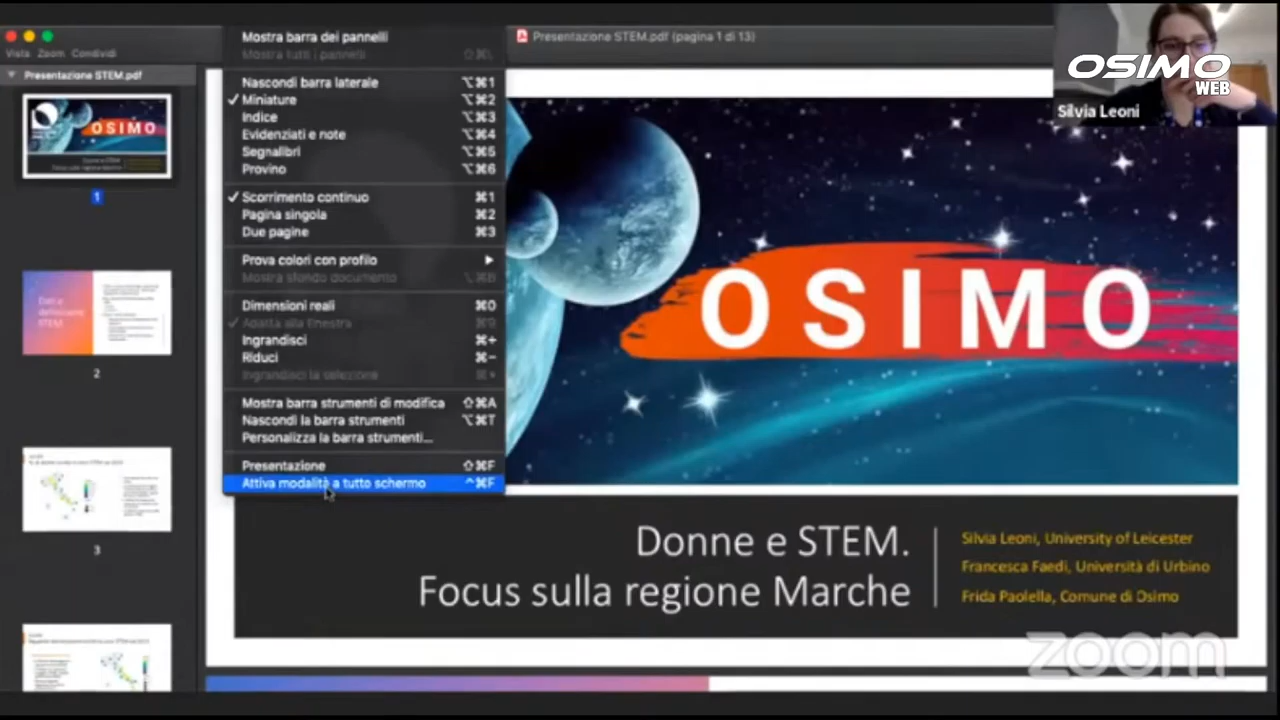 Presentazione STEM.pdf (pagina 1 di 13)
OSIMO
WEB
Silvia Leoni
Vista Zoom Condividi
Presentazione STEM.pdf
OSIMO
1
Dati e
definizioni
STEM
2
3
Mostra barra dei pannelli
Mostra tutti i pannelli ⇧⌘\
Nascondi barra laterale ⌥⌘1
✓ Miniature ⌥⌘2
Indice ⌥⌘3
Evidenziati e note ⌥⌘4
Segnalibri ⌥⌘5
Provino ⌥⌘6
✓ Scorrimento continuo ⌘1
Pagina singola ⌘2
Due pagine ⌘3
Prova colori con profilo ▶
Mostra sfondo documento ⌥⌘B
Dimensioni reali ⌘0
✓ Adatta alla finestra ⌘9
Ingrandisci ⌘+
Riduci ⌘−
Ingrandisci la selezione
Mostra barra strumenti di modifica ⇧⌘A
Nascondi la barra strumenti ⌥⌘T
Personalizza la barra strumenti...
Presentazione ⇧⌘F
Attiva modalità a tutto schermo ^⌘F
OSIMO
Donne e STEM.
Focus sulla regione Marche
Silvia Leoni, University of Leicester
Francesca Faedi, Università di Urbino
Frida Paolella, Comune di Osimo
zoom